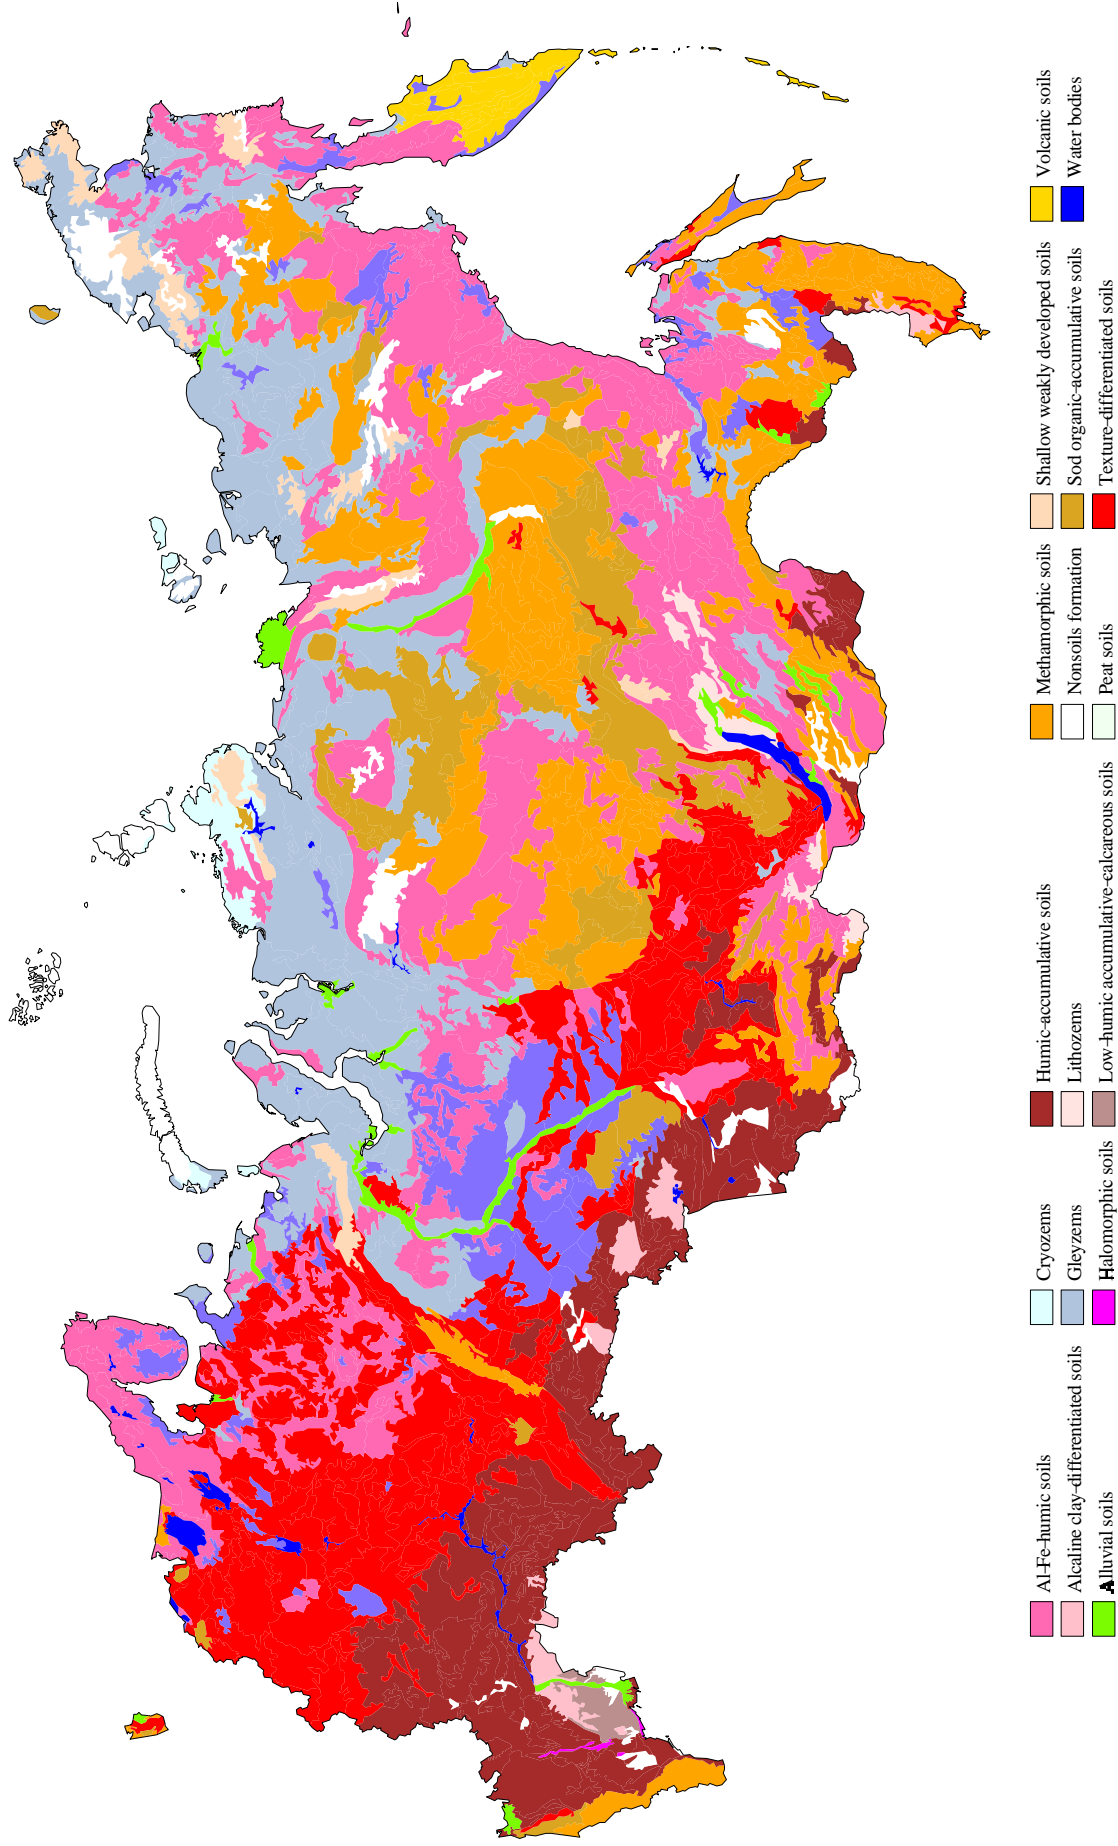 Al-Fe-humic soils
Alcaline clay-differentiated soils
Alluvial soils
Cryozems
Gleyzems
Halomorphic soils
Humic-accumulative soils
Lithozems
Low-humic accumulative-calcareous soils
Methamorphic soils
Nonsoils formation
Peat soils
Shallow weakly developed soils
Sod organic-accumulative soils
Texture-differentiated soils
Volcanic soils
Water bodies